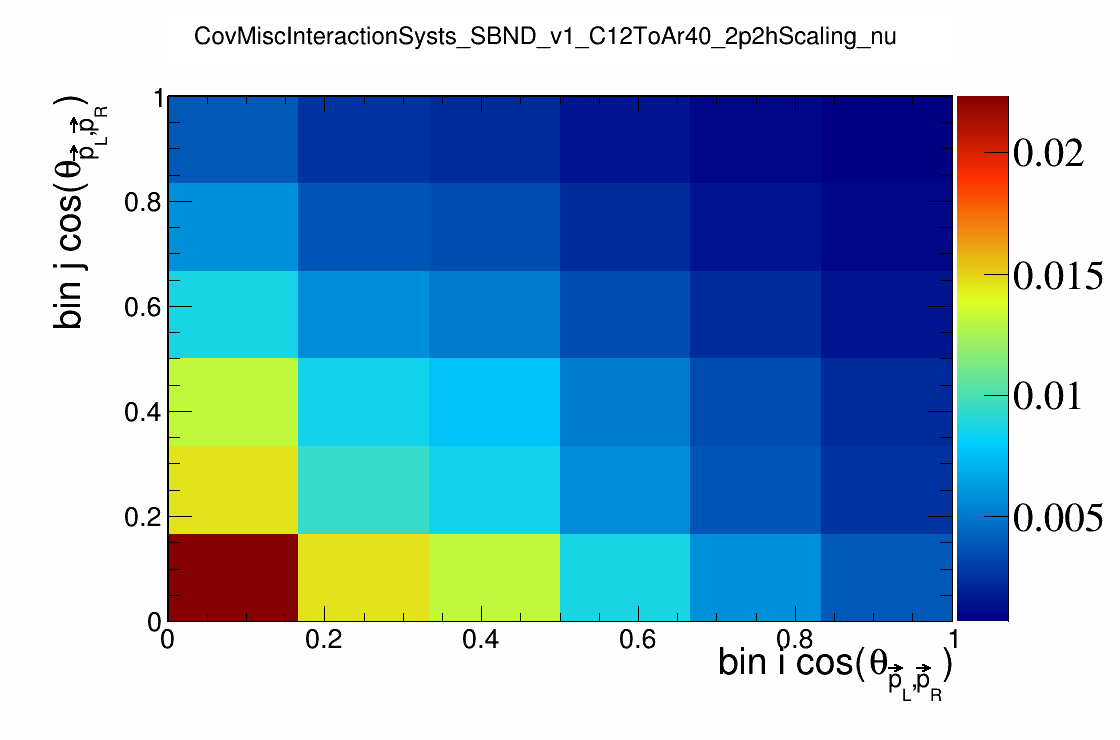 CovMiscInteractionSysts_SBND_v1_C12ToAr40_2p2hScaling_nu
bin j cos(θp⃗L,p⃗R)
1
0.8
0.6
0.4
0.2
0
0 0.2 0.4 0.6 0.8 1
bin i cos(θp⃗L,p⃗R)
0.02
0.015
0.01
0.005